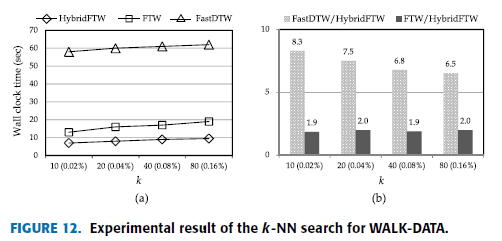 HybridFTW FTW FastDTW
70
60
50
40
30
20
10
0
Wall clock time (sec)
10 (0.02%) 20 (0.04%) 40 (0.08%) 80 (0.16%)
k
(a)
FastDTW/HybridFTW FTW/HybridFTW
10
5
0
8.3
7.5
6.8
6.5
1.9
2.0
1.9
2.0
10 (0.02%) 20 (0.04%) 40 (0.08%) 80 (0.16%)
k
(b)
FIGURE 12. Experimental result of the k-NN search for WALK-DATA.